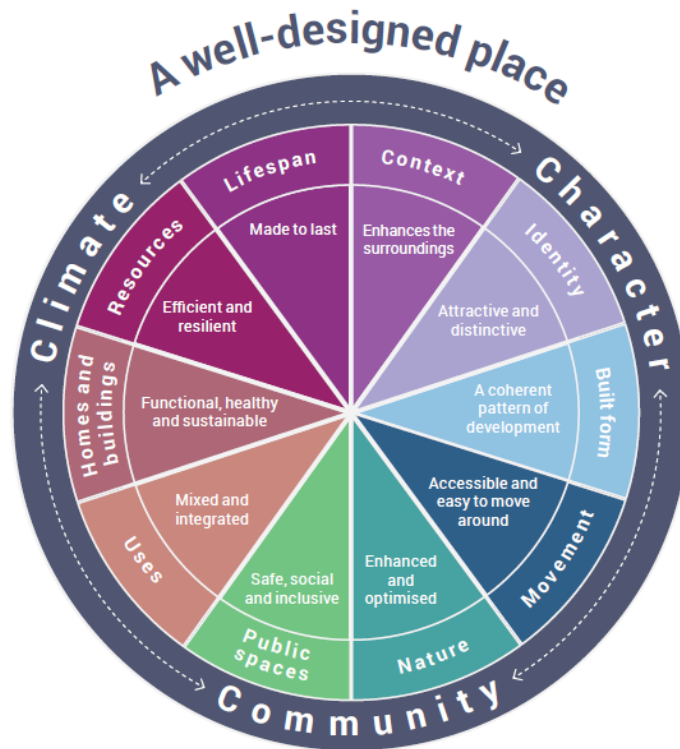 A well-designed place
Climate
Character
Community
Context
Enhances the
surroundings
Identity
Attractive and
distinctive
Built form
A coherent
pattern of
development
Movement
Accessible and
easy to move
around
Nature
Enhanced
and
optimised
Public
spaces
Safe, social
and inclusive
Uses
Mixed and
integrated
Homes and
buildings
Functional, healthy
and sustainable
Resources
Efficient and
resilient
Lifespan
Made to last